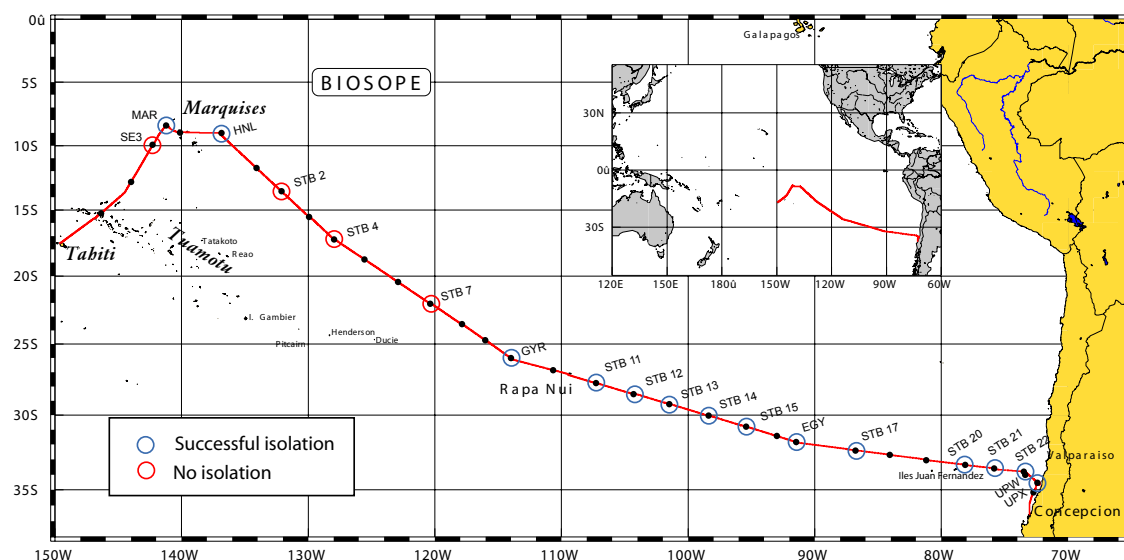 0û
5S
10S
15S
20S
25S
30S
35S
150W
140W
130W
120W
110W
100W
90W
80W
70W
BIOSOPE
Galapagos
MAR
Marquises
HNL
SE3
STB 2
STB 4
Tahiti
Tuamotu
Tatakoto
Reao
STB 7
I. Gambier
Henderson
Pitcairn
Ducie
GYR
Rapa Nui
STB 11
STB 12
STB 13
STB 14
STB 15
EGY
STB 17
STB 20
STB 21
STB 22
Valparaiso
Iles Juan Fernandez
UPW
UPX
Concepcion
Successful isolation
No isolation
30N
0û
30S
120E
150E
180û
150W
120W
90W
60W